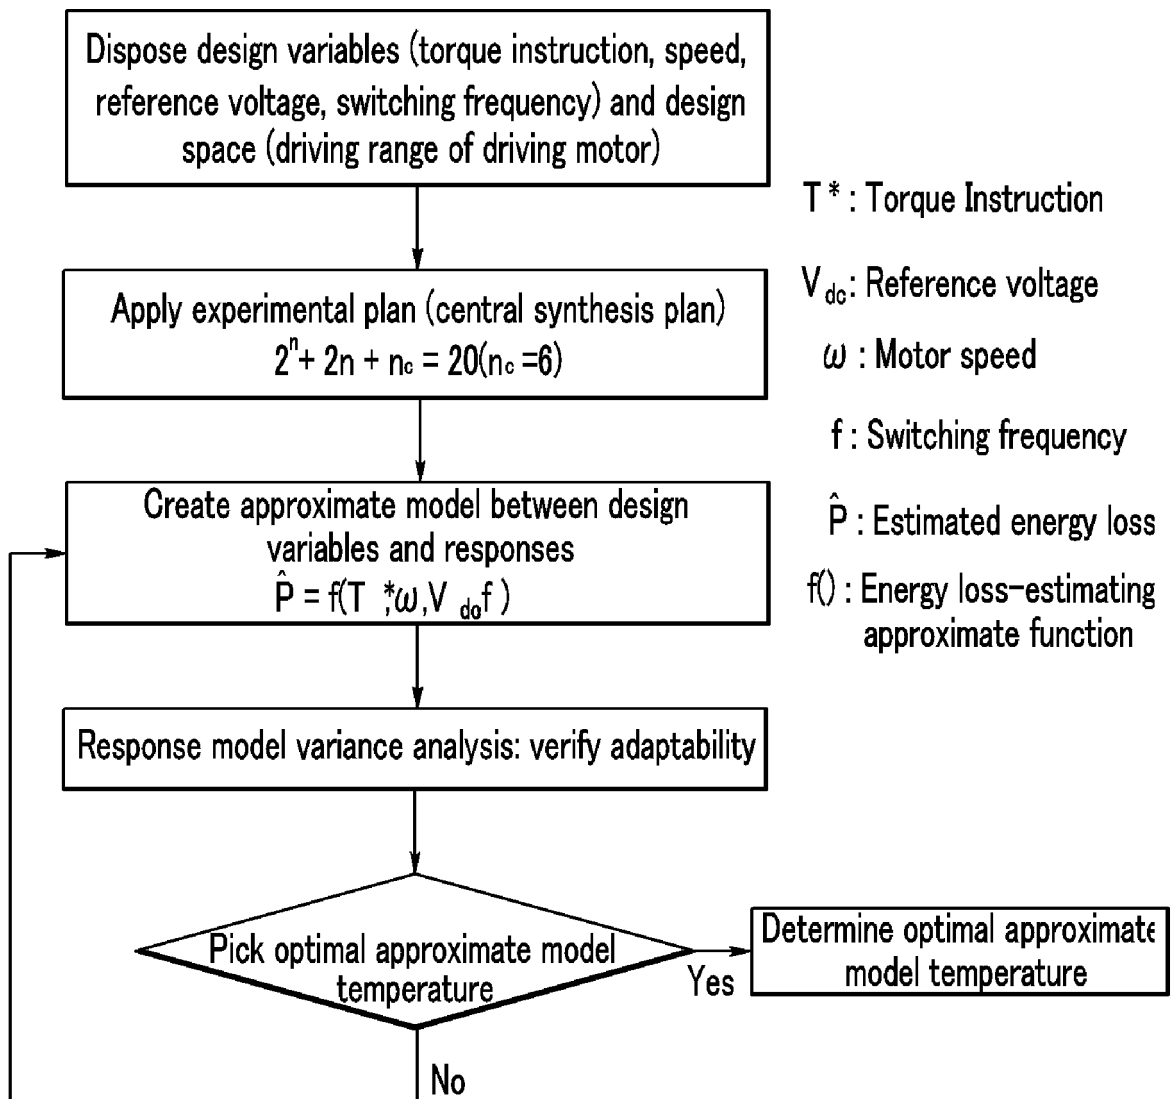 Dispose design variables (torque instruction, speed,
reference voltage, switching frequency) and design
space (driving range of driving motor)
Apply experimental plan (central synthesis plan)
2ⁿ+ 2n + n꜀ = 20(n꜀ =6)
Create approximate model between design
variables and responses
P̂ = f(T *,ω,V dc,f )
Response model variance analysis: verify adaptability
Pick optimal approximate model
temperature
Yes
No
Determine optimal approximate
model temperature
T * : Torque Instruction
V dc : Reference voltage
ω : Motor speed
f : Switching frequency
P̂ : Estimated energy loss
f() : Energy loss-estimating
approximate function